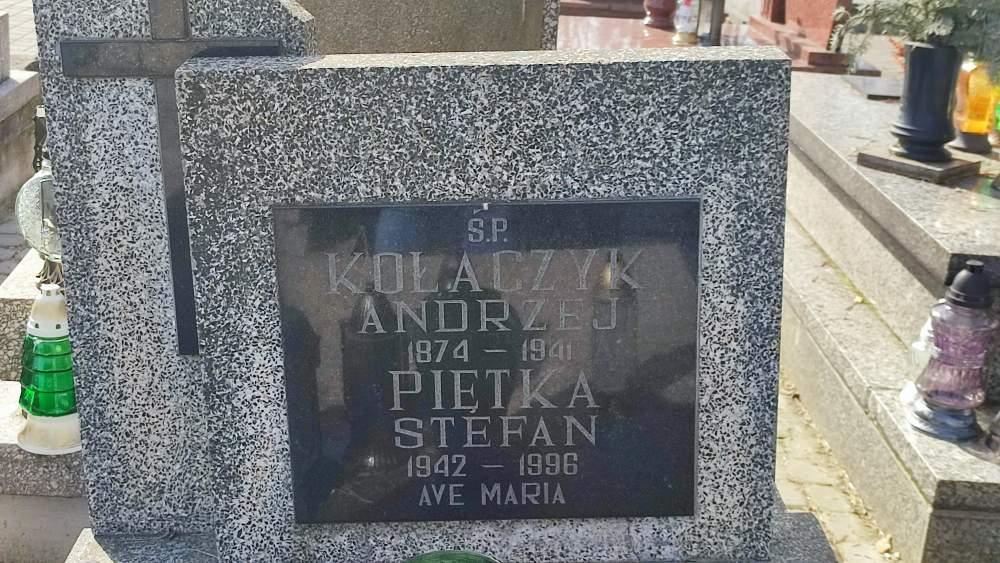 Ś.P.
KOŁACZYK
ANDRZEJ
1874 – 1941
PIĘTKA
STEFAN
1942 – 1996
AVE MARIA